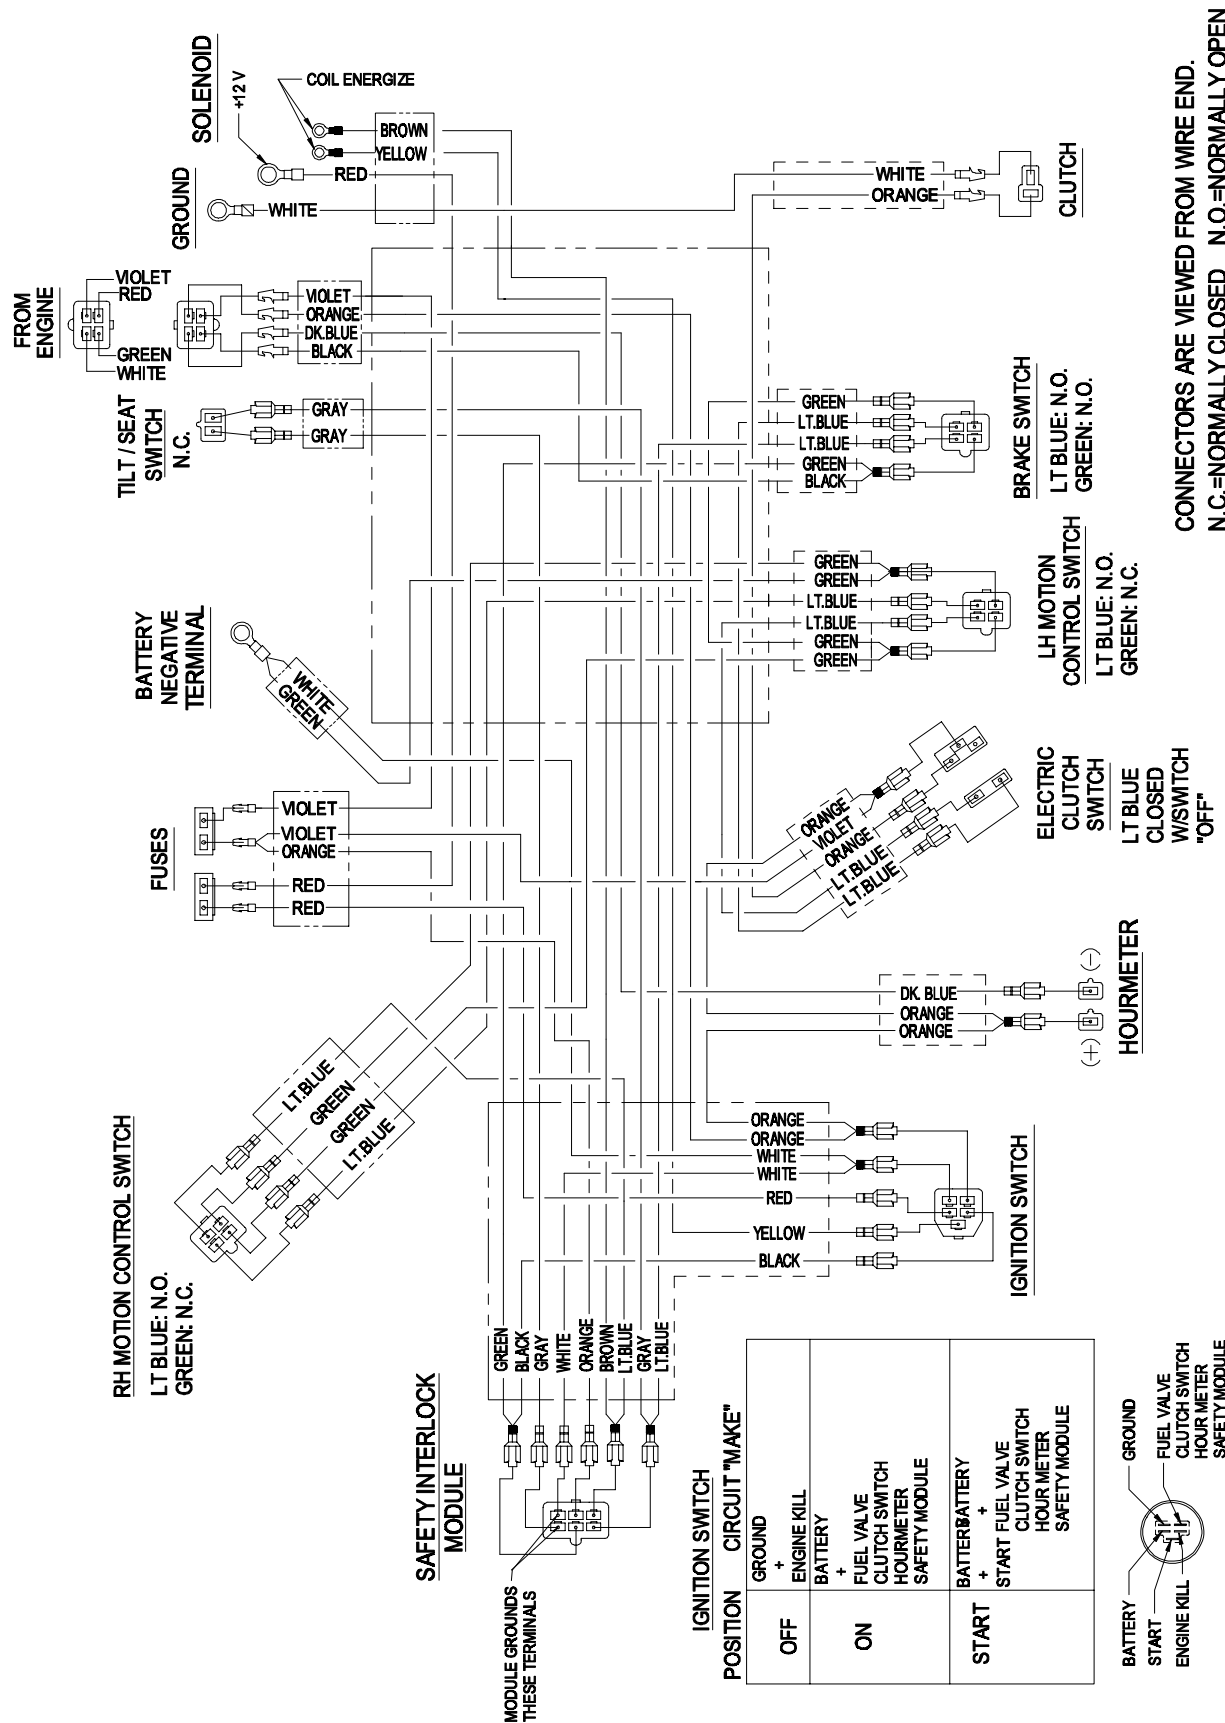 SOLENOID
+12 V
COIL ENERGIZE
BROWN
YELLOW
RED
GROUND
WHITE
WHITE
ORANGE
CLUTCH
FROM
ENGINE
VIOLET
RED
GREEN
WHITE
VIOLET
ORANGE
DK.BLUE
BLACK
TILT / SEAT
SWITCH
N.C.
GRAY
GRAY
GREEN
LT.BLUE
LT.BLUE
GREEN
BLACK
BRAKE SWITCH
LT BLUE: N.O.
GREEN: N.O.
CONNECTORS ARE VIEWED FROM WIRE END.
N.C.=NORMALLY CLOSED N.O.=NORMALLY OPEN
BATTERY
NEGATIVE
TERMINAL
WHITE
GREEN
GREEN
GREEN
LT.BLUE
LT.BLUE
GREEN
GREEN
LH MOTION
CONTROL SWITCH
LT BLUE: N.O.
GREEN: N.C.
FUSES
VIOLET
VIOLET
ORANGE
RED
RED
ORANGE
VIOLET
ORANGE
LT.BLUE
LT.BLUE
ELECTRIC
CLUTCH
SWITCH
LT BLUE
CLOSED
W/SWITCH
"OFF"
DK. BLUE
ORANGE
ORANGE
(-)
(+)
HOURMETER
RH MOTION CONTROL SWITCH
LT BLUE: N.O.
GREEN: N.C.
LT.BLUE
GREEN
GREEN
LT.BLUE
ORANGE
ORANGE
WHITE
WHITE
RED
YELLOW
BLACK
IGNITION SWITCH
SAFETY INTERLOCK
MODULE
GREEN
BLACK
GRAY
WHITE
ORANGE
BROWN
LT.BLUE
GRAY
LT.BLUE
MODULE GROUNDS
THESE TERMINALS
IGNITION SWITCH
POSITION CIRCUIT "MAKE"
OFF
GROUND
+
ENGINE KILL
ON
BATTERY
+
FUEL VALVE
CLUTCH SWITCH
HOURMETER
SAFETY MODULE
START
BATTERY BATTERY
+ +
START FUEL VALVE
CLUTCH SWITCH
HOUR METER
SAFETY MODULE
BATTERY
START
ENGINE KILL
GROUND
FUEL VALVE
CLUTCH SWITCH
HOUR METER
SAFETY MODULE